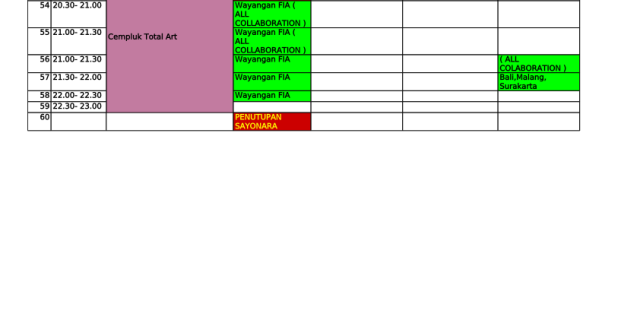 54 20.30- 21.00 Wayangan FIA (
ALL
COLLABORATION )
55 21.00- 21.30 Cempluk Total Art Wayangan FIA (
ALL
COLLABORATION )
56 21.00- 21.30 Wayangan FIA ( ALL
COLABORATION )
57 21.30- 22.00 Wayangan FIA Bali,Malang,
Surakarta
58 22.00- 22.30 Wayangan FIA
59 22.30- 23.00
60 PENUTUPAN
SAYONARA